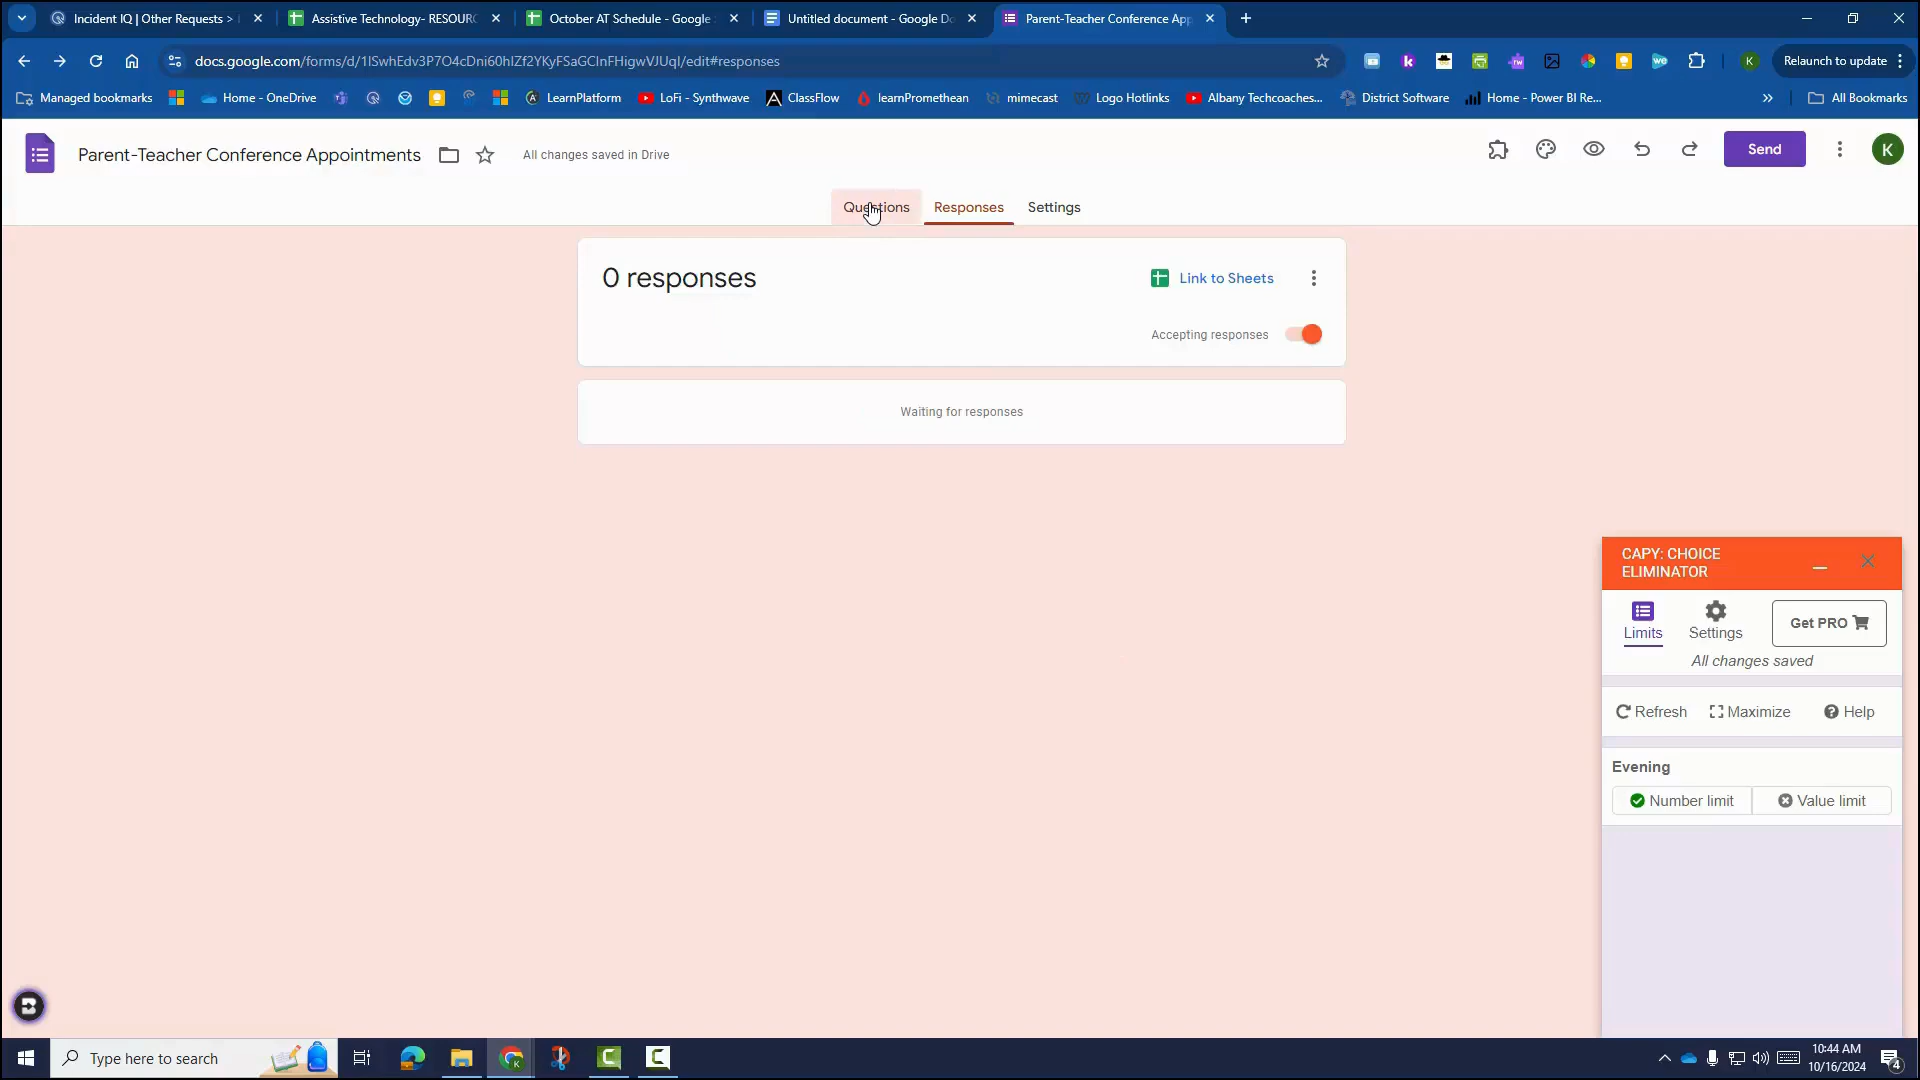 Incident IQ | Other Requests >
Assistive Technology- RESOURC
October AT Schedule - Google
Untitled document - Google Do
Parent-Teacher Conference App
docs.google.com/forms/d/1lSwhEdv3P7O4cDni60hlZf2YKyFSaGCInFHigwVJUqI/edit#responses
Relaunch to update
Managed bookmarks
Home - OneDrive
LearnPlatform
LoFi - Synthwave
ClassFlow
learnPromethean
mimecast
Logo Hotlinks
Albany Techcoaches...
District Software
Home - Power BI Re...
All Bookmarks
Parent-Teacher Conference Appointments
All changes saved in Drive
Send
K
Questions
Responses
Settings
0 responses
Link to Sheets
Accepting responses
Waiting for responses
CAPY: CHOICE
ELIMINATOR
Limits
Settings
Get PRO
All changes saved
Refresh
Maximize
Help
Evening
Number limit
Value limit
Type here to search
10:44 AM
10/16/2024
4